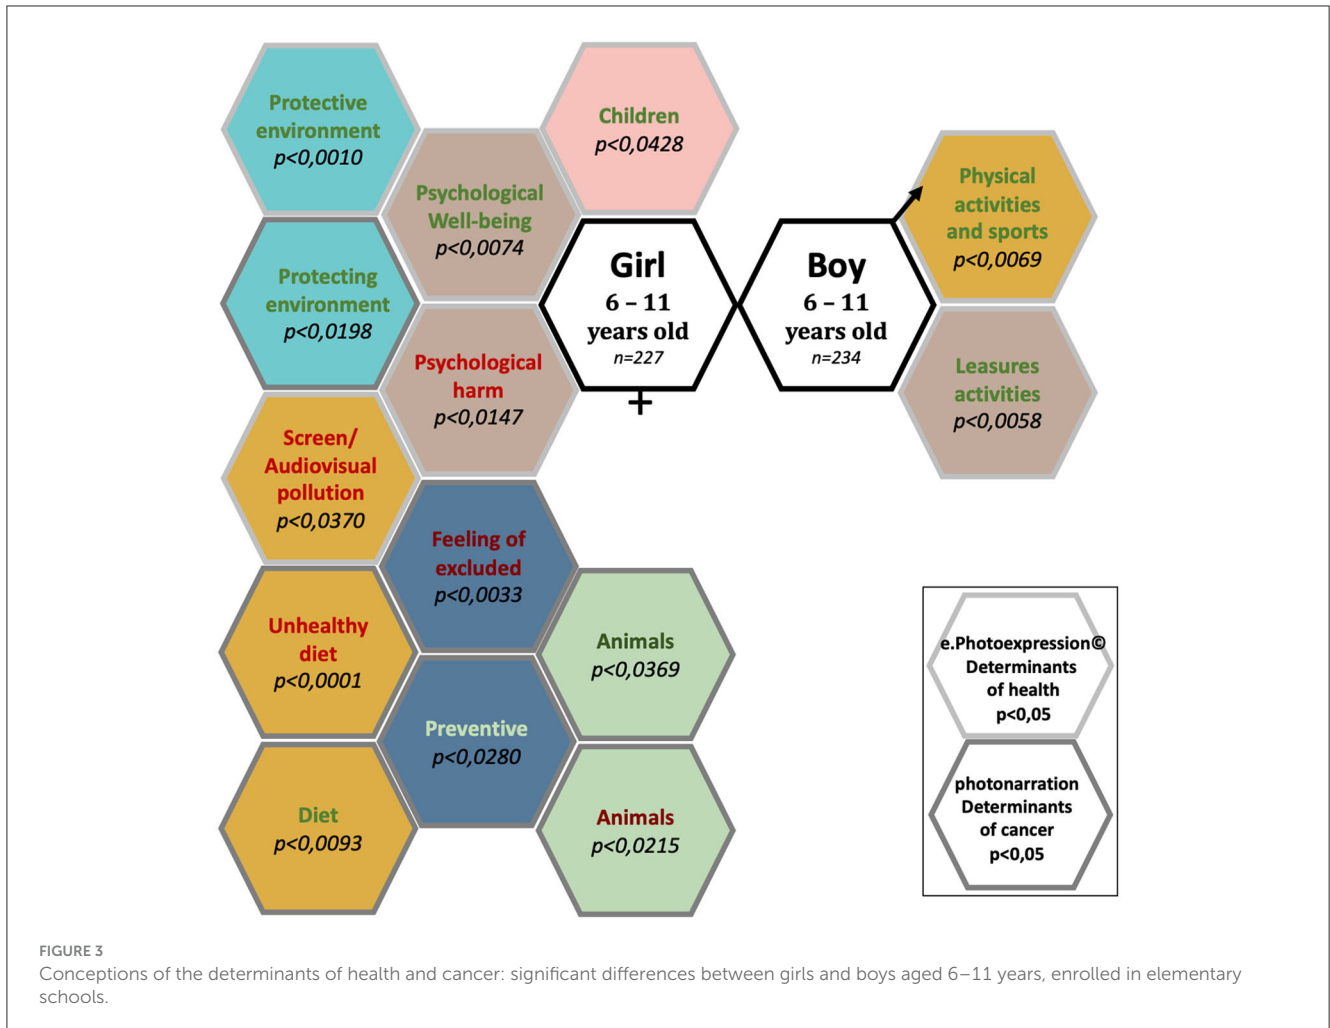 Protective
environment
p<0,0010
Children
p<0,0428
Psychological
Well-being
p<0,0074
Physical
activities
and sports
p<0,0069
Protecting
environment
p<0,0198
Girl
6 – 11
years old
n=227
Boy
6 – 11
years old
n=234
Psychological
harm
p<0,0147
Leasures
activities
p<0,0058
Screen/
Audiovisual
pollution
p<0,0370
Feeling of
excluded
p<0,0033
Unhealthy
diet
p<0,0001
Animals
p<0,0369
Preventive
p<0,0280
Diet
p<0,0093
Animals
p<0,0215
e.Photoexpression©
Determinants
of health
p<0,05
photonarration
Determinants
of cancer
p<0,05
FIGURE 3
Conceptions of the determinants of health and cancer: significant differences between girls and boys aged 6–11 years, enrolled in elementary
schools.